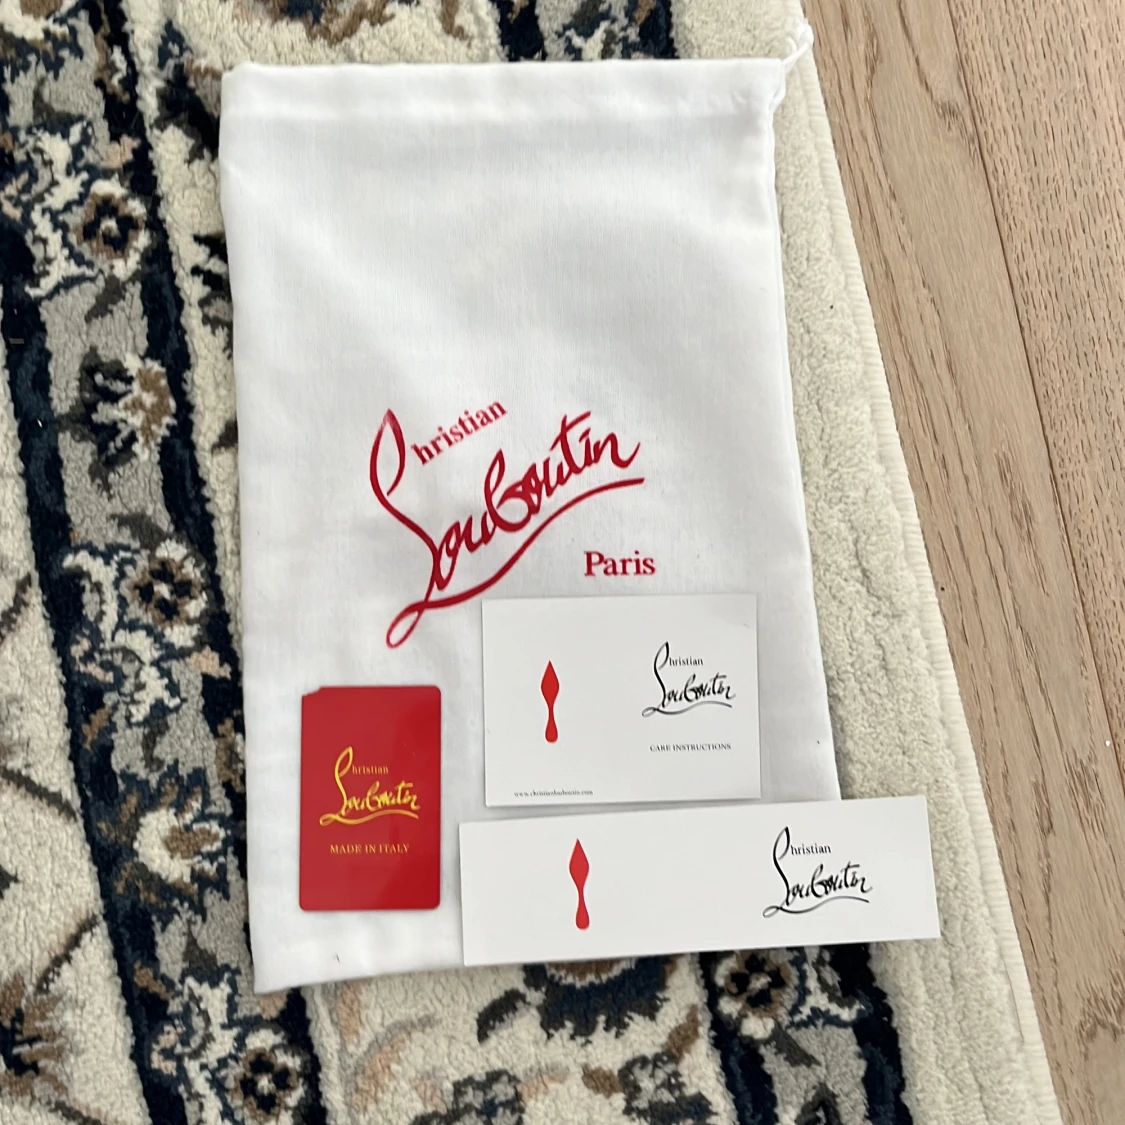 Christian
Louboutin
Paris
Christian
Louboutin
CARE INSTRUCTIONS
www.christianlouboutin.com
Christian
Louboutin
MADE IN ITALY
Christian
Louboutin